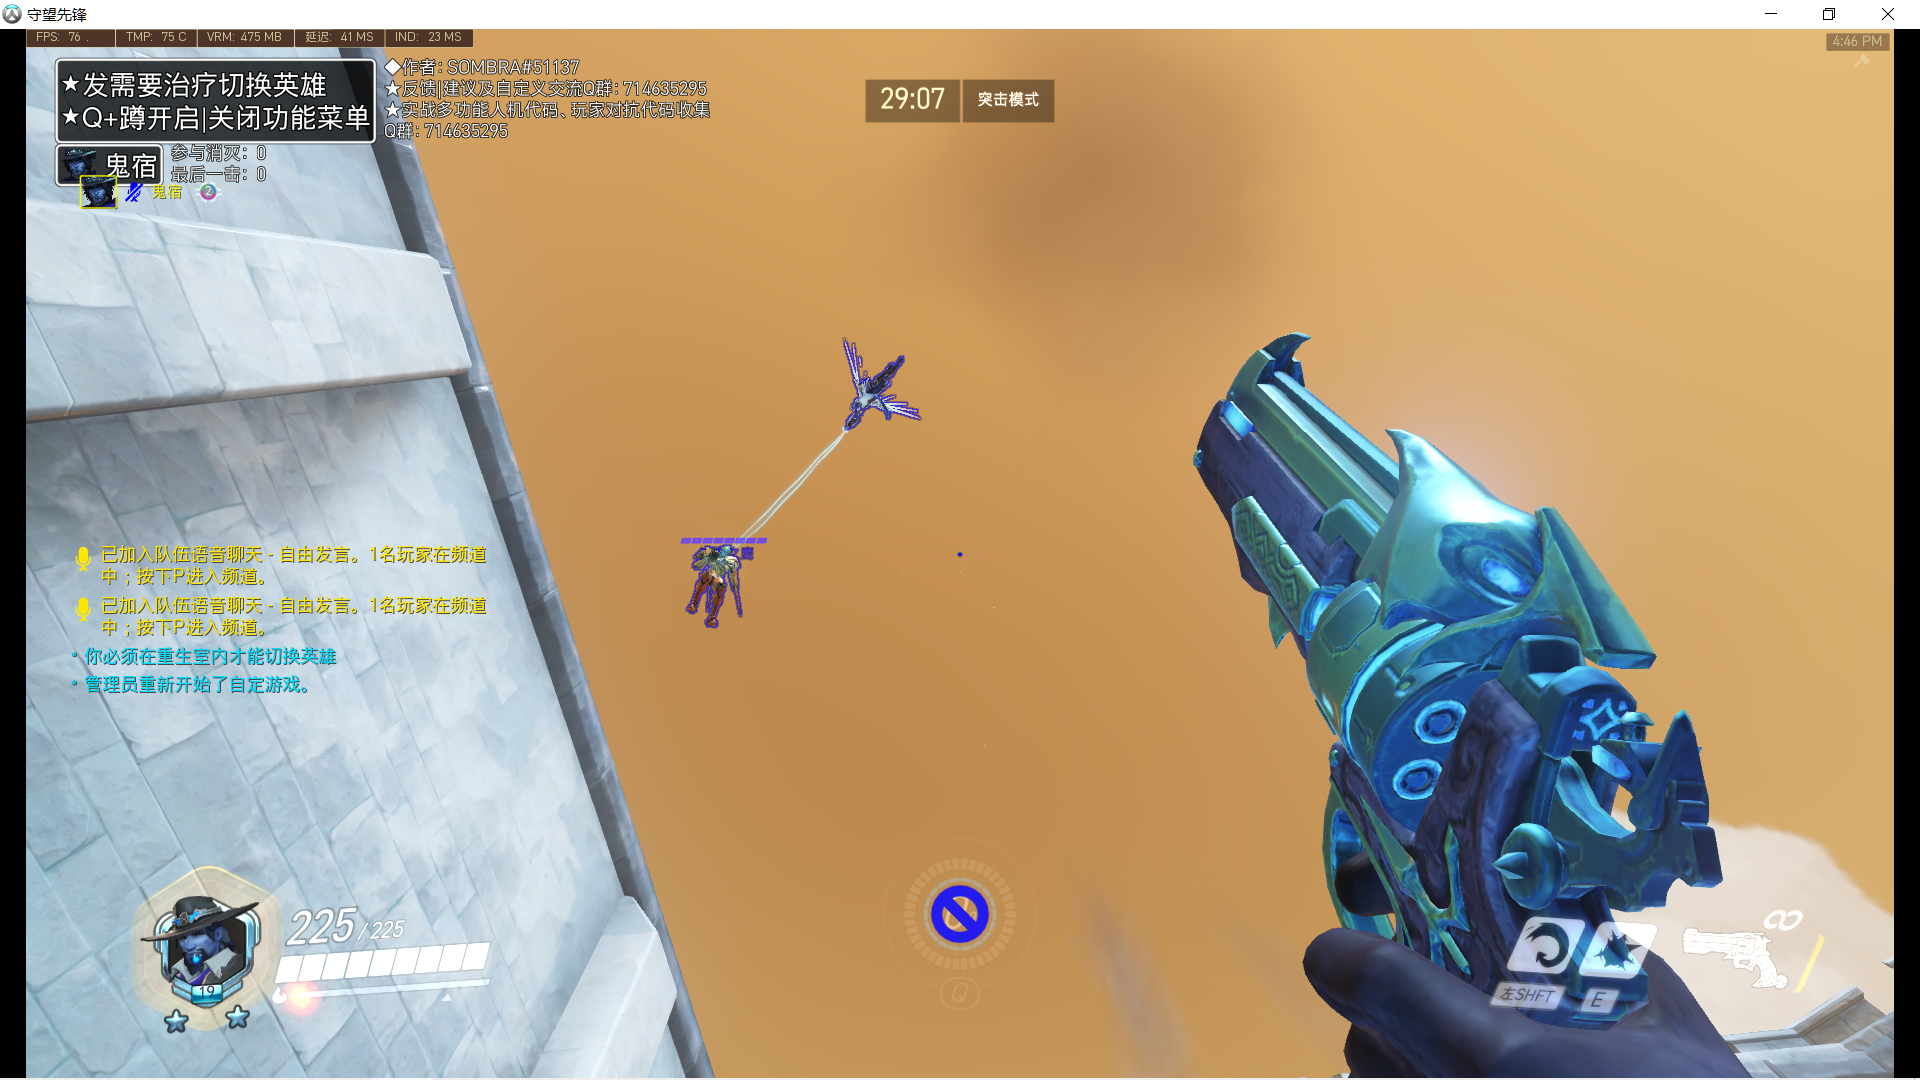 守望先锋
FPS: 76 .
TMP: 75 C
VRM: 475 MB
延迟: 41 MS
IND: 23 MS
4:46 PM
★发需要治疗切换英雄
★Q+蹲开启|关闭功能菜单
◆作者: SOMBRA#51137
★反馈|建议及自定义交流Q群: 714635295
★实战多功能人机代码、玩家对抗代码收集
Q群: 714635295
29:07
突击模式
鬼宿
参与消灭: 0
最后一击: 0
鬼宿
2
已加入队伍语音聊天 - 自由发言。1名玩家在频道
中；按下P进入频道。
已加入队伍语音聊天 - 自由发言。1名玩家在频道
中；按下P进入频道。
你必须在重生室内才能切换英雄
管理员重新开始了自定游戏。
225/225
19
Q
左SHFT
E
∞